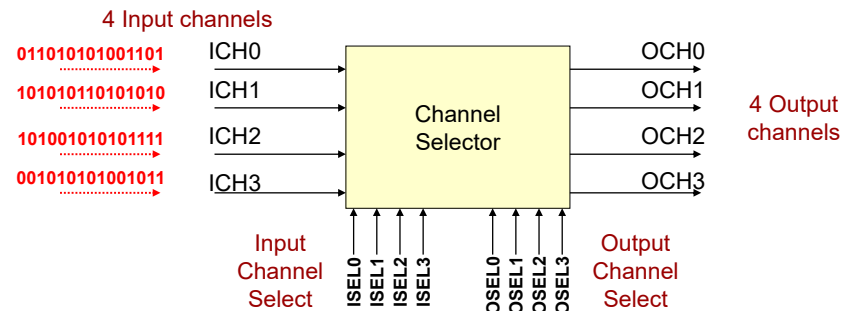 4 Input channels
011010101001101
ICH0
OCH0
101010110101010
ICH1
OCH1
Channel
Selector
4 Output
channels
101001010101111
ICH2
OCH2
001010101001011
ICH3
OCH3
Input
Channel
Select
ISEL0
ISEL1
ISEL2
ISEL3
OSEL0
OSEL1
OSEL2
OSEL3
Output
Channel
Select